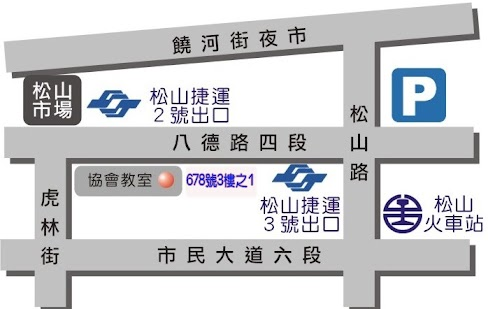 饒河街夜市
松山
市場
松山捷運
2號出口
P
松山路
八德路四段
協會教室
678號3樓之1
虎林街
松山捷運
3號出口
松山
火車站
市民大道六段